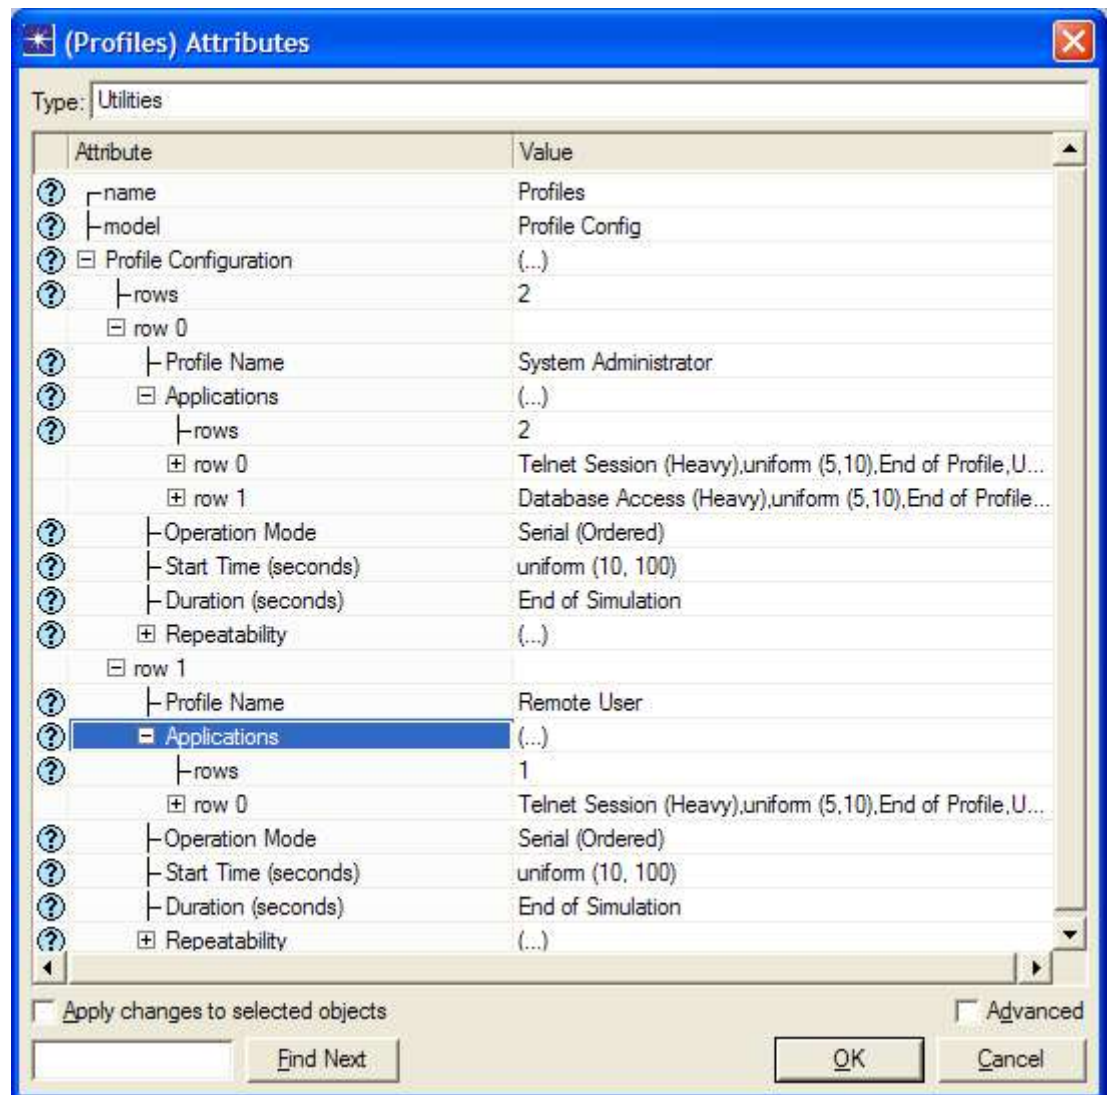 (Profiles) Attributes
Type: Utilities
Attribute Value
name Profiles
model Profile Config
Profile Configuration (...)
rows 2
row 0
Profile Name System Administrator
Applications (...)
rows 2
row 0 Telnet Session (Heavy),uniform (5,10),End of Profile,U...
row 1 Database Access (Heavy),uniform (5,10),End of Profile...
Operation Mode Serial (Ordered)
Start Time (seconds) uniform (10, 100)
Duration (seconds) End of Simulation
Repeatability (...)
row 1
Profile Name Remote User
Applications (...)
rows 1
row 0 Telnet Session (Heavy),uniform (5,10),End of Profile,U...
Operation Mode Serial (Ordered)
Start Time (seconds) uniform (10, 100)
Duration (seconds) End of Simulation
Repeatability (...)
Apply changes to selected objects Advanced
Find Next OK Cancel